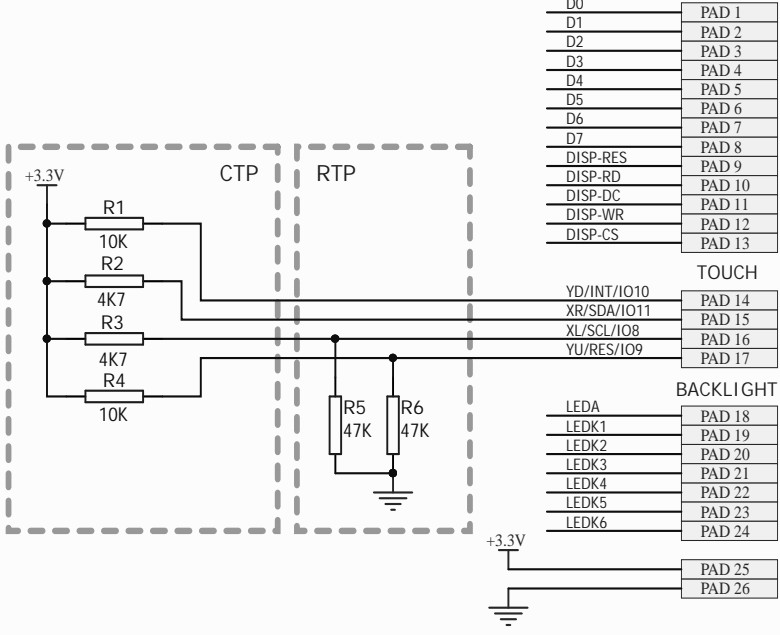 D0 PAD 1
D1 PAD 2
D2 PAD 3
D3 PAD 4
D4 PAD 5
D5 PAD 6
D6 PAD 7
D7 PAD 8
DISP-RES PAD 9
DISP-RD PAD 10
DISP-DC PAD 11
DISP-WR PAD 12
DISP-CS PAD 13
CTP
RTP
+3.3V
R1
10K
R2
4K7
R3
4K7
R4
10K
R5
47K
R6
47K
TOUCH
YD/INT/IO10 PAD 14
XR/SDA/IO11 PAD 15
XL/SCL/IO8 PAD 16
YU/RES/IO9 PAD 17
BACKLIGHT
LEDA PAD 18
LEDK1 PAD 19
LEDK2 PAD 20
LEDK3 PAD 21
LEDK4 PAD 22
LEDK5 PAD 23
LEDK6 PAD 24
+3.3V
PAD 25
PAD 26